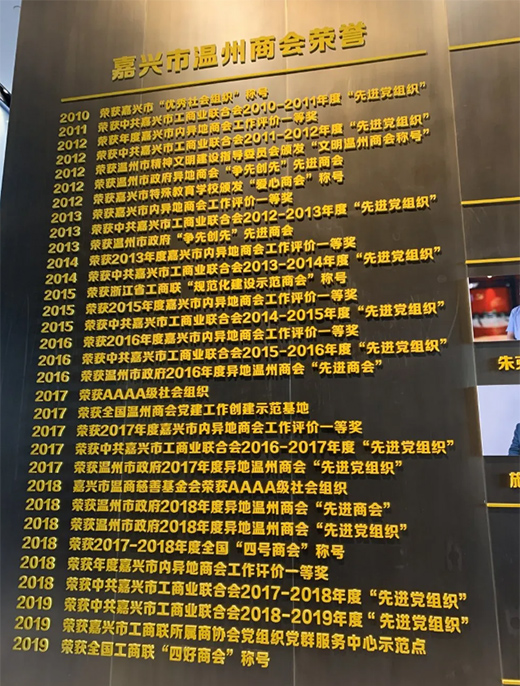 嘉兴市温州商会荣誉
2010 荣获嘉兴市“优秀社会组织”称号
2011 荣获中共嘉兴市工商业联合会2010-2011年度“先进党组织”
2012 荣获年度嘉兴市内异地商会工作评价一等奖
2012 荣获中共嘉兴市工商业联合会2011-2012年度“先进党组织”
2012 荣获温州市精神文明建设指导委员会颁发“文明温州商会称号”
2012 荣获温州市政府异地商会“争先创先”先进商会
2012 荣获嘉兴市特殊教育学校颁发“爱心商会”称号
2013 荣获嘉兴市内异地商会工作评价一等奖
2013 荣获中共嘉兴市工商业联合会2012-2013年度“先进党组织”
2013 荣获温州市政府“争先创先”先进商会
2014 荣获2013年度嘉兴市内异地商会工作评价一等奖
2014 荣获中共嘉兴市工商业联合会2013-2014年度“先进党组织”
2015 荣获浙江省工商联“规范化建设示范商会”称号
2015 荣获2015年度嘉兴市内异地商会工作评价一等奖
2015 荣获中共嘉兴市工商业联合会2014-2015年度“先进党组织”
2016 荣获2016年度嘉兴市内异地商会工作评价一等奖
2016 荣获中共嘉兴市工商业联合会2015-2016年度“先进党组织”
2016 荣获温州市政府2016年度异地温州商会“先进商会”
2017 荣获AAAA级社会组织
2017 荣获全国温州商会党建工作创建示范基地
2017 荣获2017年度嘉兴市内异地商会工作评价一等奖
2017 荣获中共嘉兴市工商业联合会2016-2017年度“先进党组织”
2017 荣获温州市政府2017年度异地温州商会“先进党组织”
2018 嘉兴市温商慈善基金会荣获AAAA级社会组织
2018 荣获温州市政府2018年度异地温州商会“先进商会”
2018 荣获温州市政府2018年度异地温州商会“先进党组织”
2018 荣获2017-2018年度全国“四号商会”称号
2018 荣获年度嘉兴市内异地商会工作评价一等奖
2018 荣获中共嘉兴市工商业联合会2017-2018年度“先进党组织”
2019 荣获中共嘉兴市工商业联合会2018-2019年度“先进党组织”
2019 荣获嘉兴市工商联所属商协会党组织党群服务中心示范点
2019 荣获全国工商联“四好商会”称号
朱
施